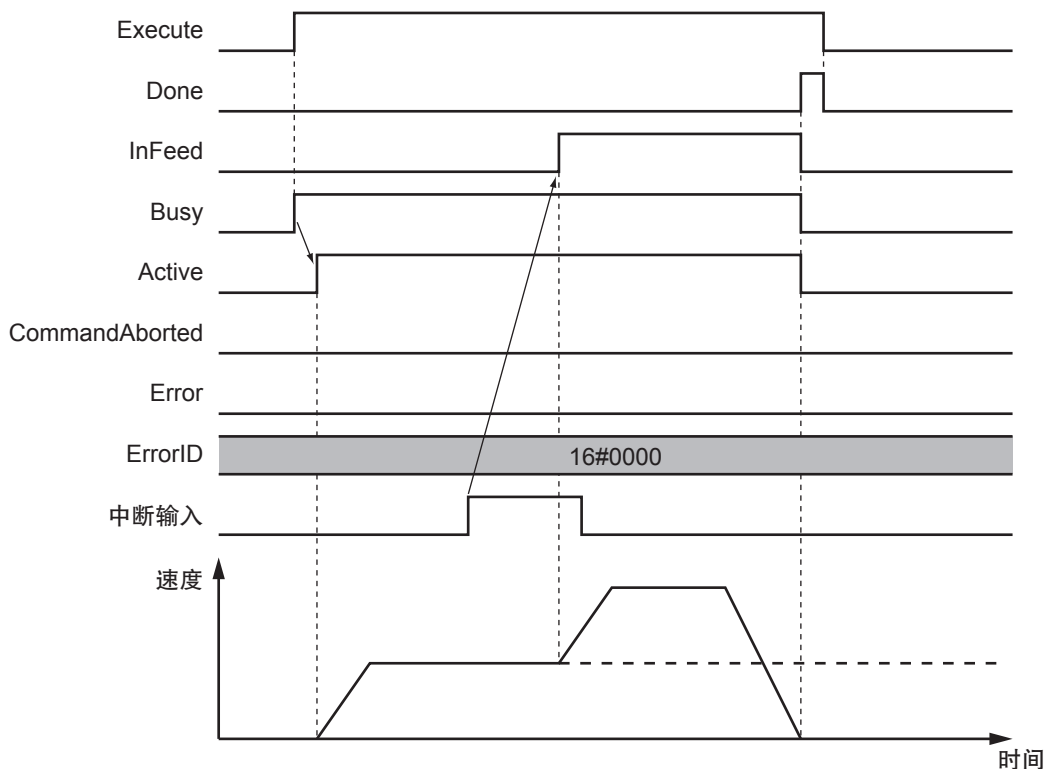 Execute
Done
InFeed
Busy
Active
CommandAborted
Error
ErrorID
16#0000
中断输入
速度
时间